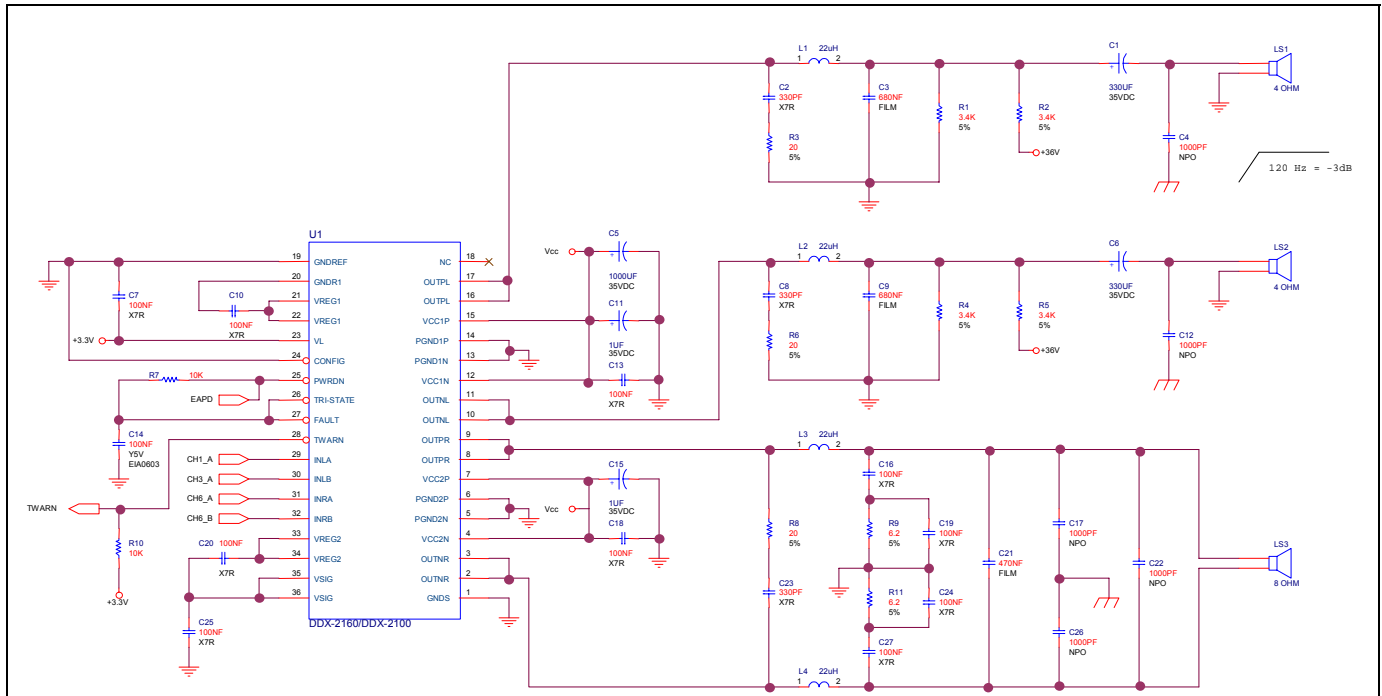 L1 22uH
1 2
C1
330UF
35VDC
LS1
4 OHM
C2
330PF
X7R
C3
680NF
FILM
R1
3.4K
5%
R2
3.4K
5%
R3
20
5%
+36V
C4
1000PF
NPO
120 Hz = -3dB
L2 22uH
1 2
C6
330UF
35VDC
LS2
4 OHM
C8
330PF
X7R
C9
680NF
FILM
R4
3.4K
5%
R5
3.4K
5%
R6
20
5%
+36V
C12
1000PF
NPO
U1
19 GNDREF
20 GNDR1
21 VREG1
22 VREG1
23 VL
24 CONFIG
25 PWRDN
26 TRI-STATE
27 FAULT
28 TWARN
29 INLA
30 INLB
31 INRA
32 INRB
33 VREG2
34 VREG2
35 VSIG
36 VSIG
NC 18
OUTPL 17
OUTPL 16
VCC1P 15
PGND1P 14
PGND1N 13
VCC1N 12
OUTNL 11
OUTNL 10
OUTPR 9
OUTPR 8
VCC2P 7
PGND2P 6
PGND2N 5
VCC2N 4
OUTNR 3
OUTNR 2
GNDS 1
DDX-2160/DDX-2100
C7
100NF
X7R
C10
100NF
X7R
+3.3V
R7 10K
EAPD
C14
100NF
Y5V
EIA0603
CH1_A
CH3_A
CH6_A
CH6_B
TWARN
R10
10K
+3.3V
C20 100NF
X7R
C25
100NF
X7R
Vcc
C5
1000UF
35VDC
C11
1UF
35VDC
C13
100NF
X7R
Vcc
C15
1UF
35VDC
C18
100NF
X7R
L3 22uH
1 2
R8
20
5%
C23
330PF
X7R
C16
100NF
X7R
R9
6.2
5%
C19
100NF
X7R
R11
6.2
5%
C24
100NF
X7R
C27
100NF
X7R
C21
470NF
FILM
C17
1000PF
NPO
C26
1000PF
NPO
C22
1000PF
NPO
LS3
8 OHM
L4 22uH
1 2